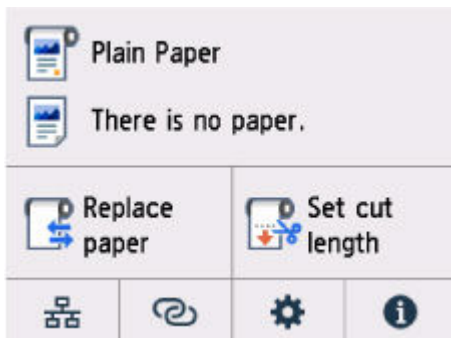 Plain Paper
There is no paper.
Replace
paper
Set cut
length